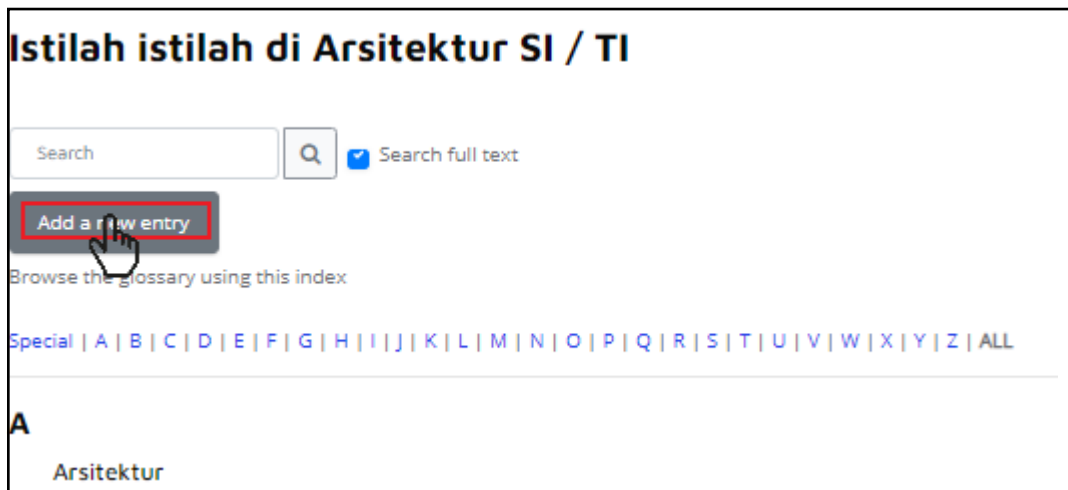 Istilah istilah di Arsitektur SI / TI
Search
Search full text
Add a new entry
Browse the glossary using this index
Special | A | B | C | D | E | F | G | H | I | J | K | L | M | N | O | P | Q | R | S | T | U | V | W | X | Y | Z | ALL
A
Arsitektur